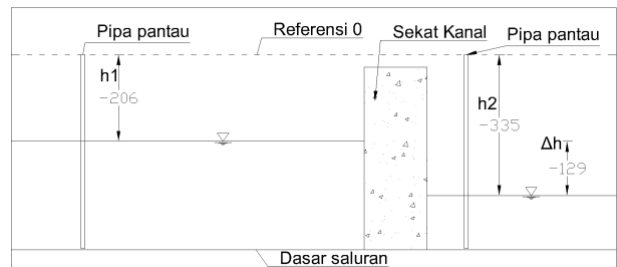 Pipa pantau
Referensi 0
Sekat Kanal
Pipa pantau
h1
-206
h2
-335
Δh
-129
Dasar saluran